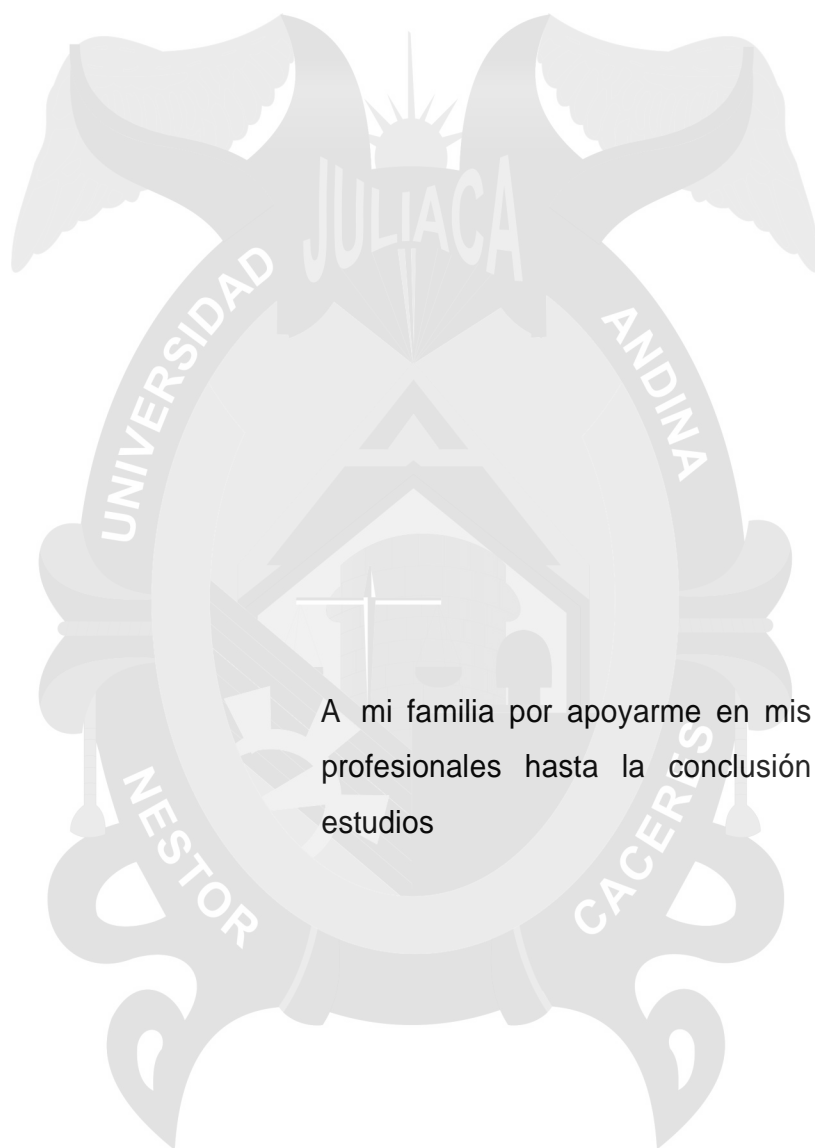 JULIACA
UNIVERSIDAD
ANDINA
A mi familia por apoyarme en mis
profesionales hasta la conclusión
estudios
NESTOR
CACERES